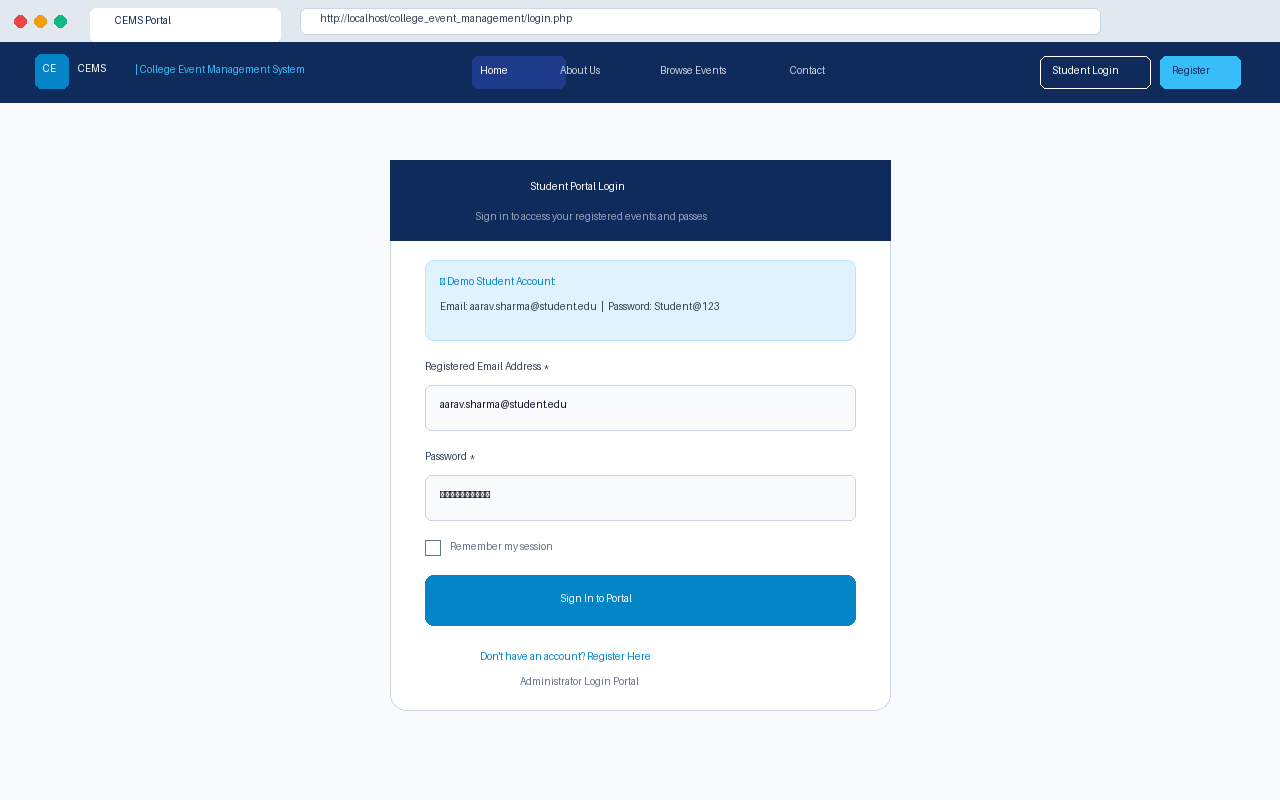 CEMS Portal
http://localhost/college_event_management/login.php
CE CEMS | College Event Management System Home About Us Browse Events Contact Student Login Register
Student Portal Login
Sign in to access your registered events and passes
Demo Student Account
Email: aarav.sharma@student.edu | Password: Student@123
Registered Email Address *
aarav.sharma@student.edu
Password *
Remember my session
Sign In to Portal
Don't have an account? Register Here
Administrator Login Portal